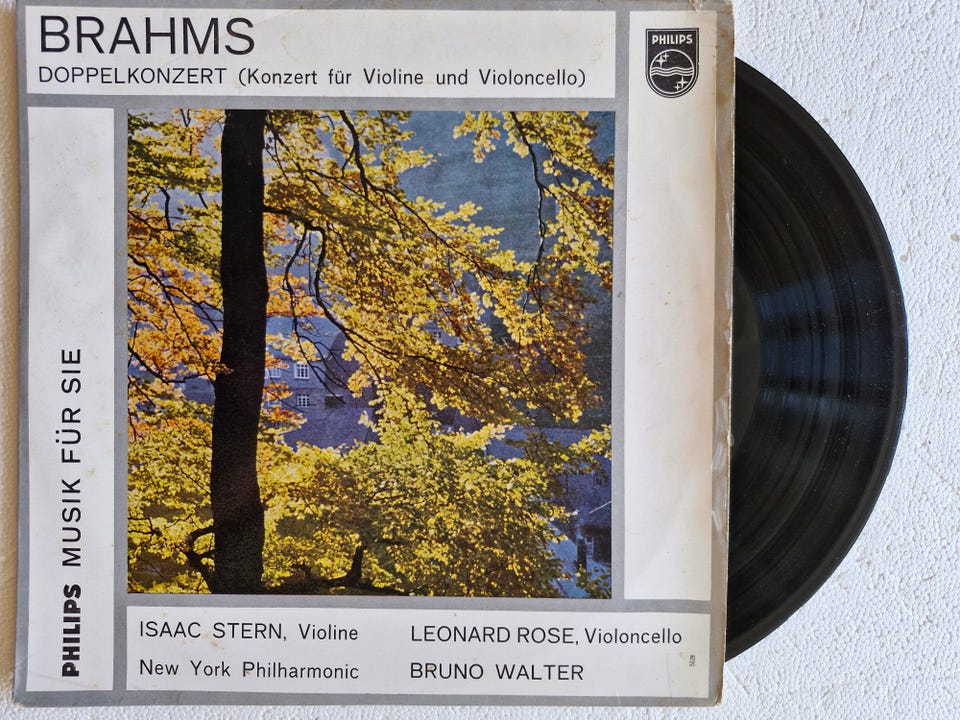 BRAHMS
DOPPELKONZERT (Konzert für Violine und Violoncello)
PHILIPS
PHILIPS MUSIK FÜR SIE
ISAAC STERN, Violine
LEONARD ROSE, Violoncello
New York Philharmonic
BRUNO WALTER